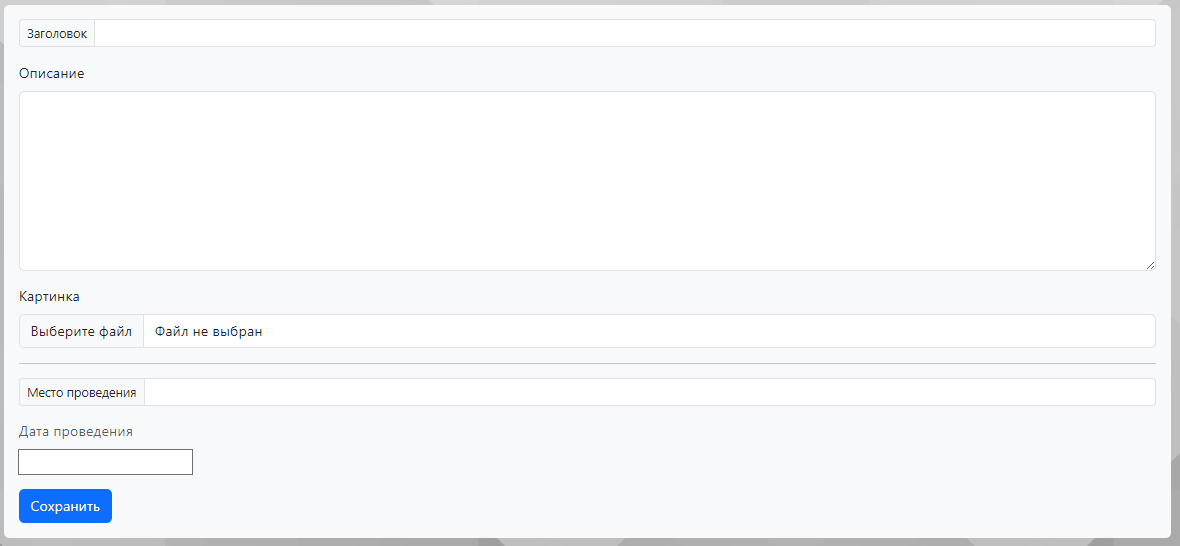 Заголовок
Описание
Картинка
Выберите файл Файл не выбран
Место проведения
Дата проведения
Сохранить